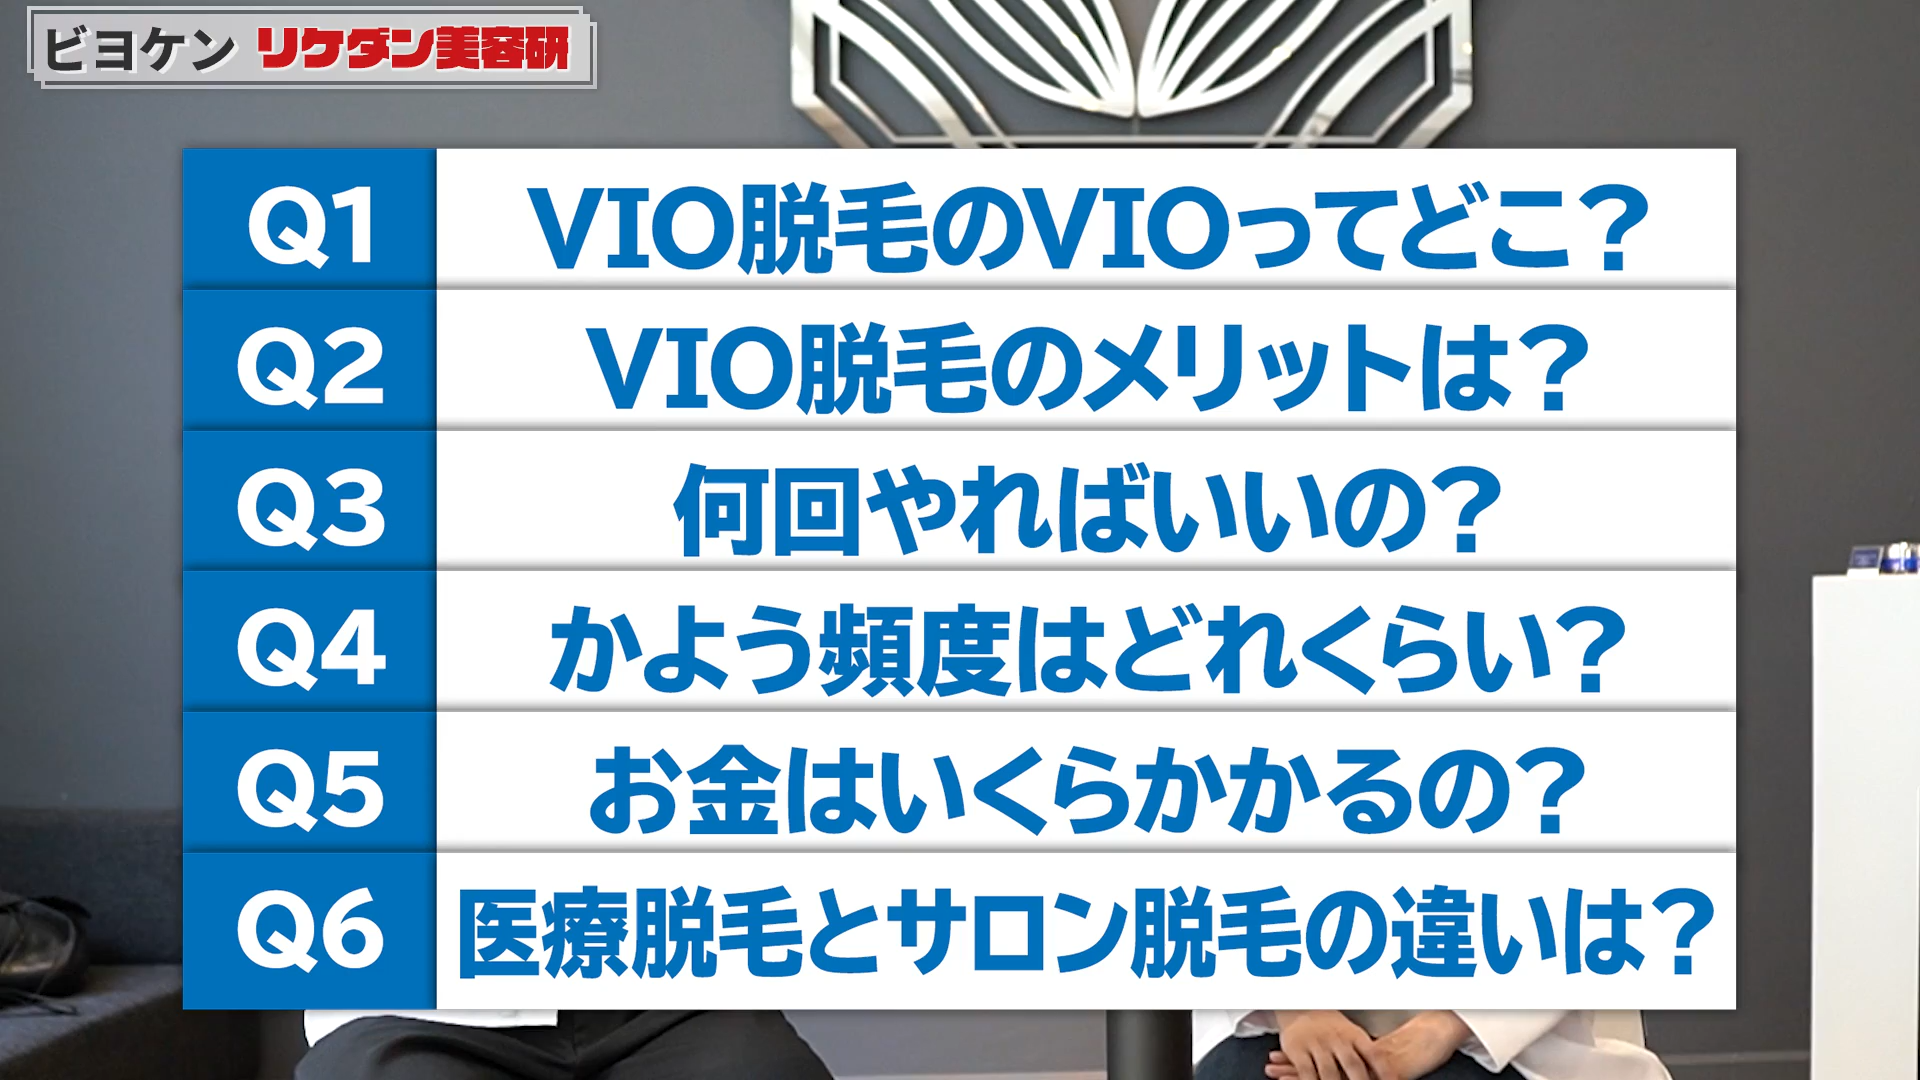 ビヨケン リケダン美容研
Q1 VIO脱毛のVIOってどこ？
Q2 VIO脱毛のメリットは？
Q3 何回やればいいの？
Q4 かよう頻度はどれくらい？
Q5 お金はいくらかかるの？
Q6 医療脱毛とサロン脱毛の違いは？